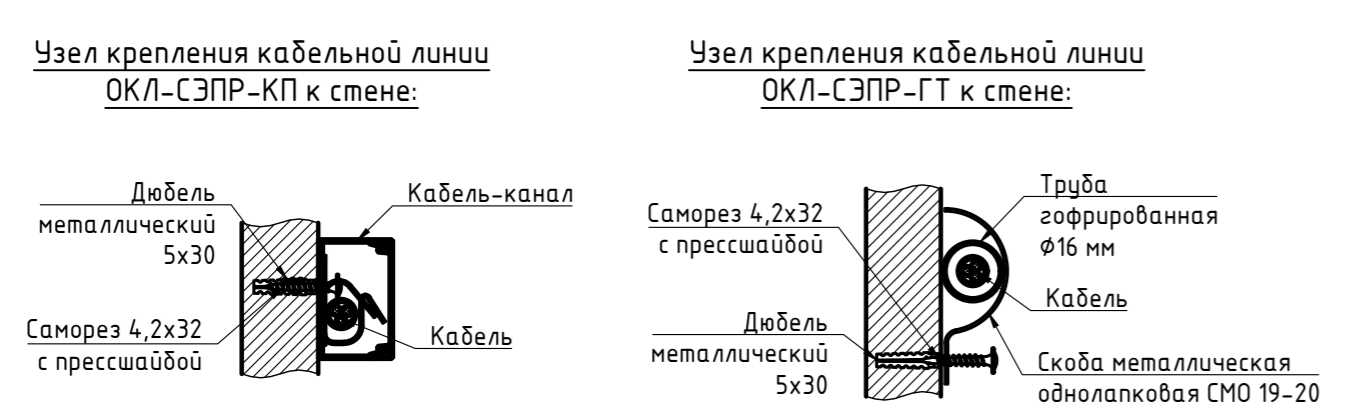 Узел крепления кабельной линии
ОКЛ-СЭПР-КП к стене:
Дюбель
металлический
5х30
Кабель-канал
Саморез 4,2х32
с прессшайбой
Кабель
Узел крепления кабельной линии
ОКЛ-СЭПР-ГТ к стене:
Саморез 4,2х32
с прессшайбой
Дюбель
металлический
5х30
Труба
гофрированная
Ф16 мм
Кабель
Скоба металлическая
однолапковая СМО 19-20